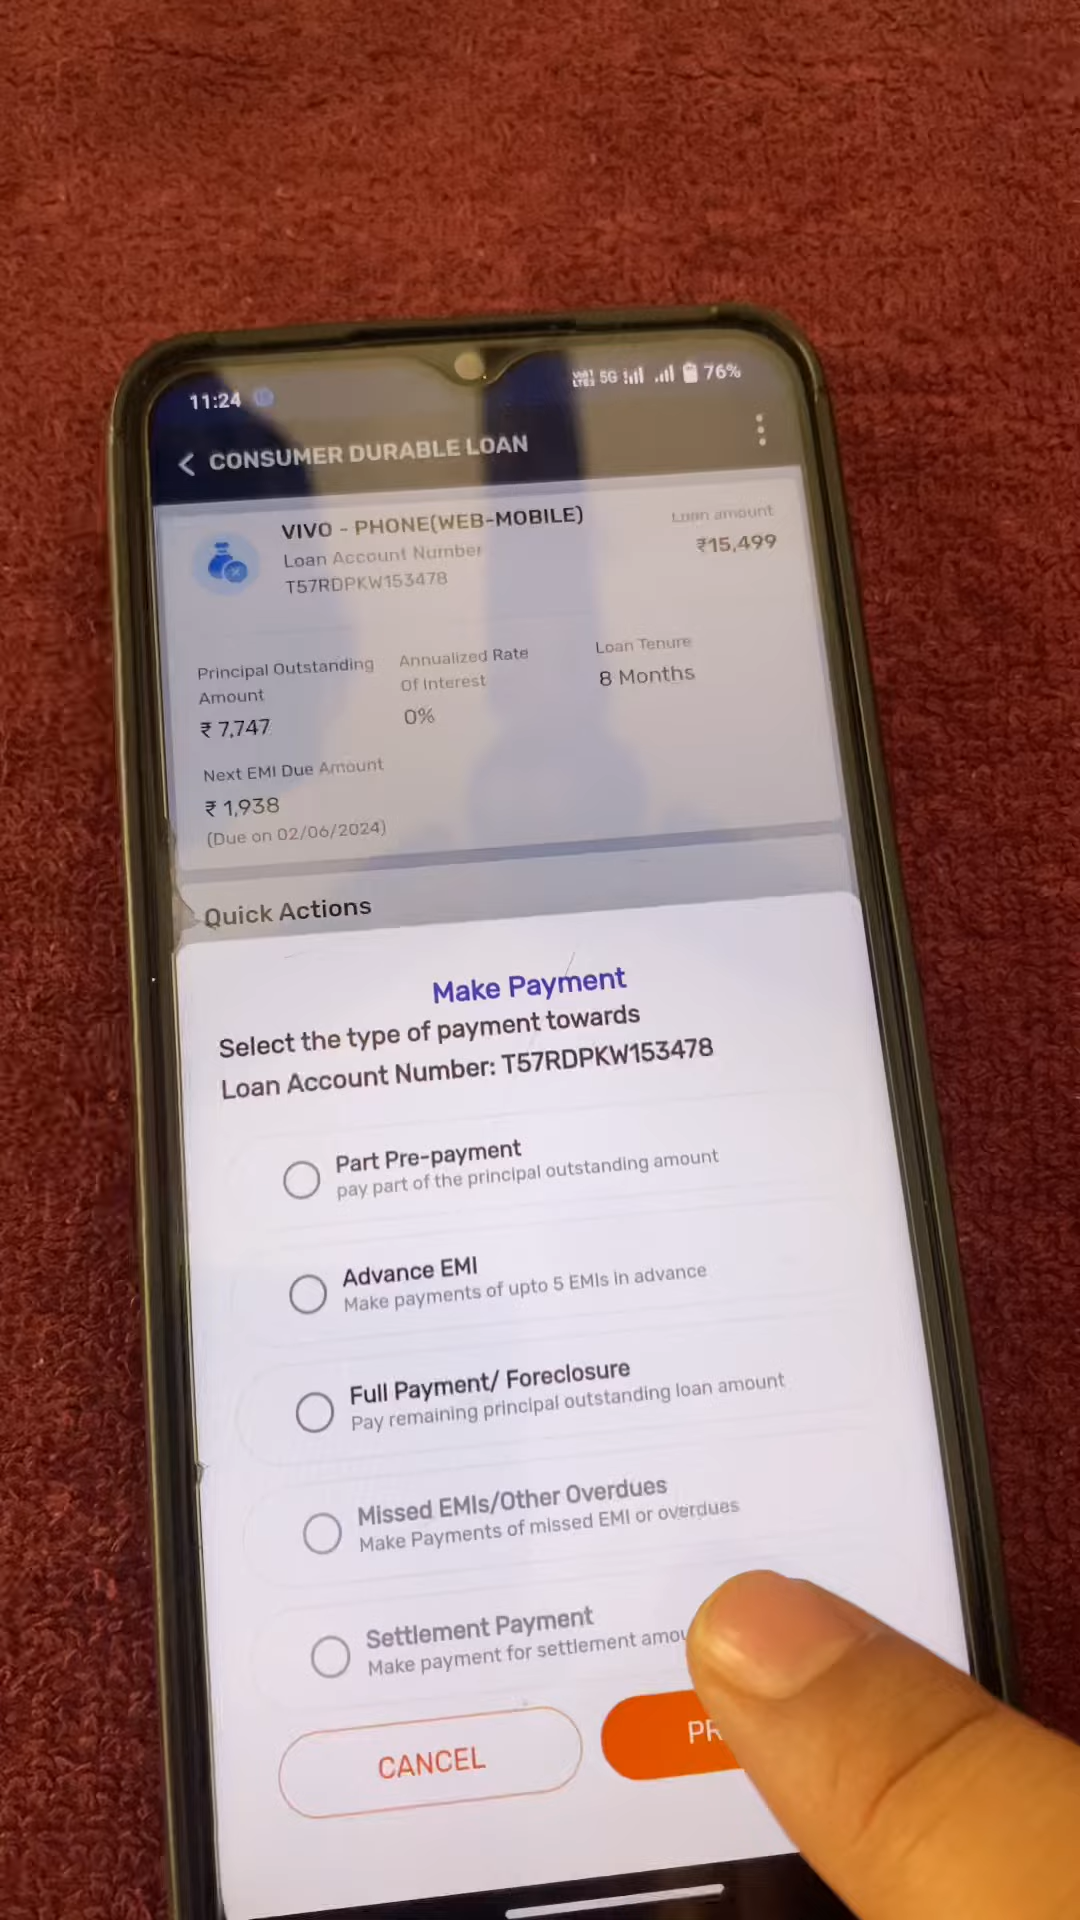 11:24
VoLTE2 5G 76%
CONSUMER DURABLE LOAN
VIVO - PHONE(WEB-MOBILE)
Loan Account Number
T57RDPKW153478
Loan amount
₹15,499
Principal Outstanding
Amount
₹ 7,747
Annualized Rate
Of Interest
0%
Loan Tenure
8 Months
Next EMI Due Amount
₹ 1,938
(Due on 02/06/2024)
Quick Actions
Make Payment
Select the type of payment towards
Loan Account Number: T57RDPKW153478
Part Pre-payment
pay part of the principal outstanding amount
Advance EMI
Make payments of upto 5 EMIs in advance
Full Payment/ Foreclosure
Pay remaining principal outstanding loan amount
Missed EMIs/Other Overdues
Make Payments of missed EMI or overdues
Settlement Payment
Make payment for settlement amou
CANCEL
PR